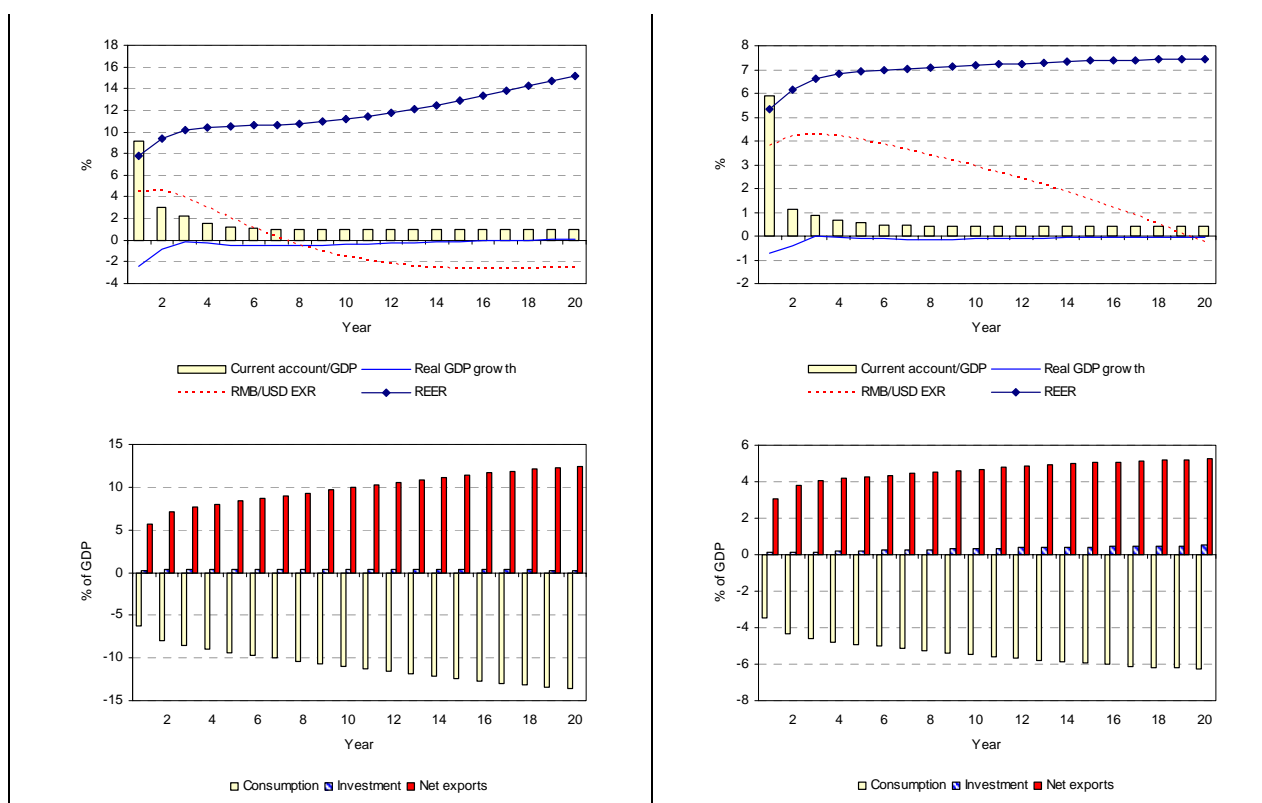 18
16
14
12
10
8
6
4
2
0
-2
-4
%
2 4 6 8 10 12 14 16 18 20
Year
Current account/GDP Real GDP growth
RMB/USD EXR REER
8
7
6
5
4
3
2
1
0
-1
-2
%
2 4 6 8 10 12 14 16 18 20
Year
Current account/GDP Real GDP growth
RMB/USD EXR REER
15
10
5
0
-5
-10
-15
% of GDP
2 4 6 8 10 12 14 16 18 20
Year
Consumption Investment Net exports
6
4
2
0
-2
-4
-6
-8
% of GDP
2 4 6 8 10 12 14 16 18 20
Year
Consumption Investment Net exports